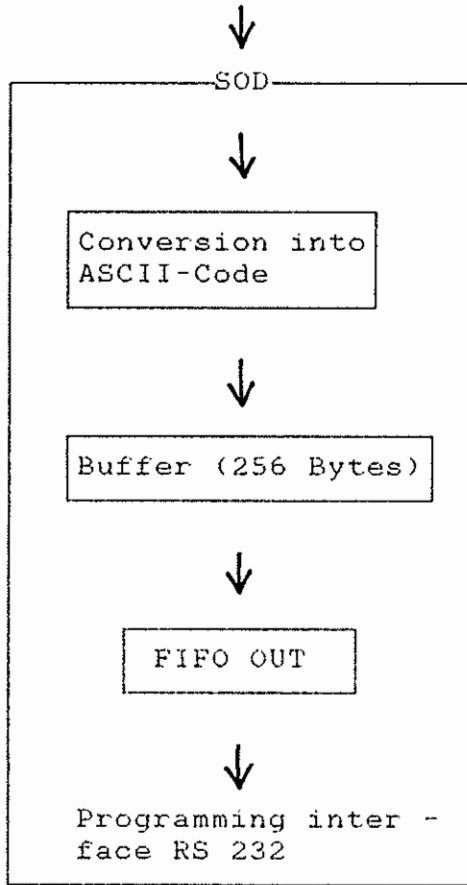 SOD
Conversion into
ASCII-Code
Buffer (256 Bytes)
FIFO OUT
Programming inter -
face RS 232